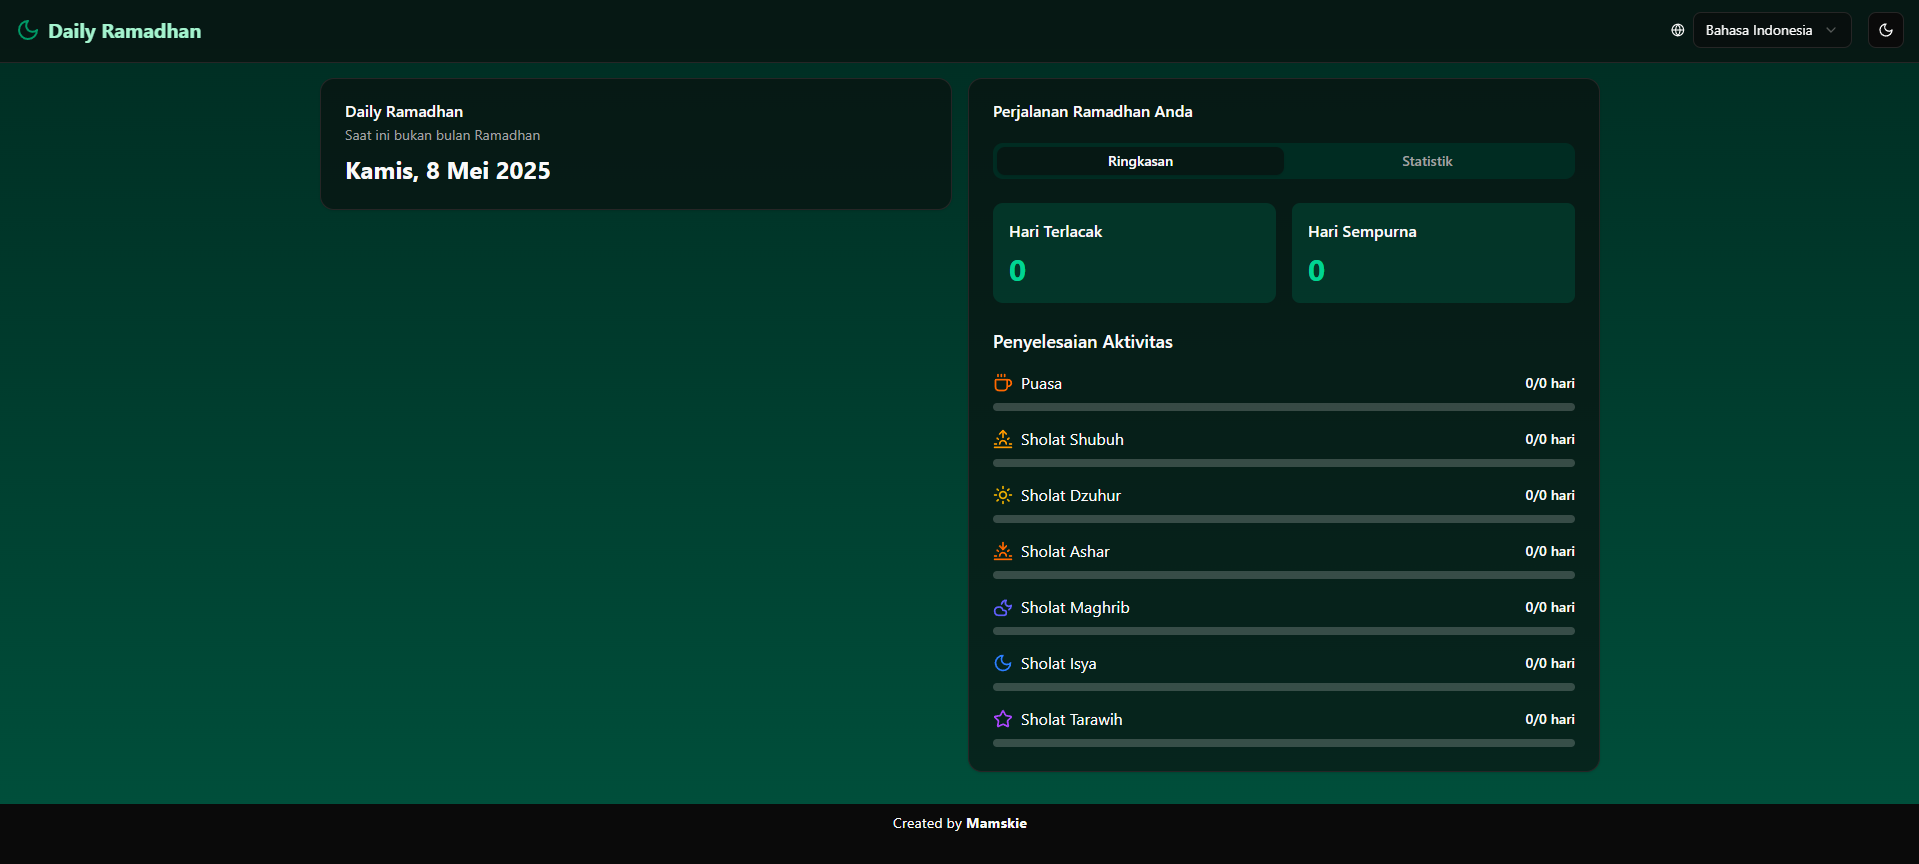 Daily Ramadhan
Bahasa Indonesia
Daily Ramadhan
Saat ini bukan bulan Ramadhan
Kamis, 8 Mei 2025
Perjalanan Ramadhan Anda
Ringkasan
Statistik
Hari Terlacak
0
Hari Sempurna
0
Penyelesaian Aktivitas
Puasa 0/0 hari
Sholat Shubuh 0/0 hari
Sholat Dzuhur 0/0 hari
Sholat Ashar 0/0 hari
Sholat Maghrib 0/0 hari
Sholat Isya 0/0 hari
Sholat Tarawih 0/0 hari
Created by Mamskie